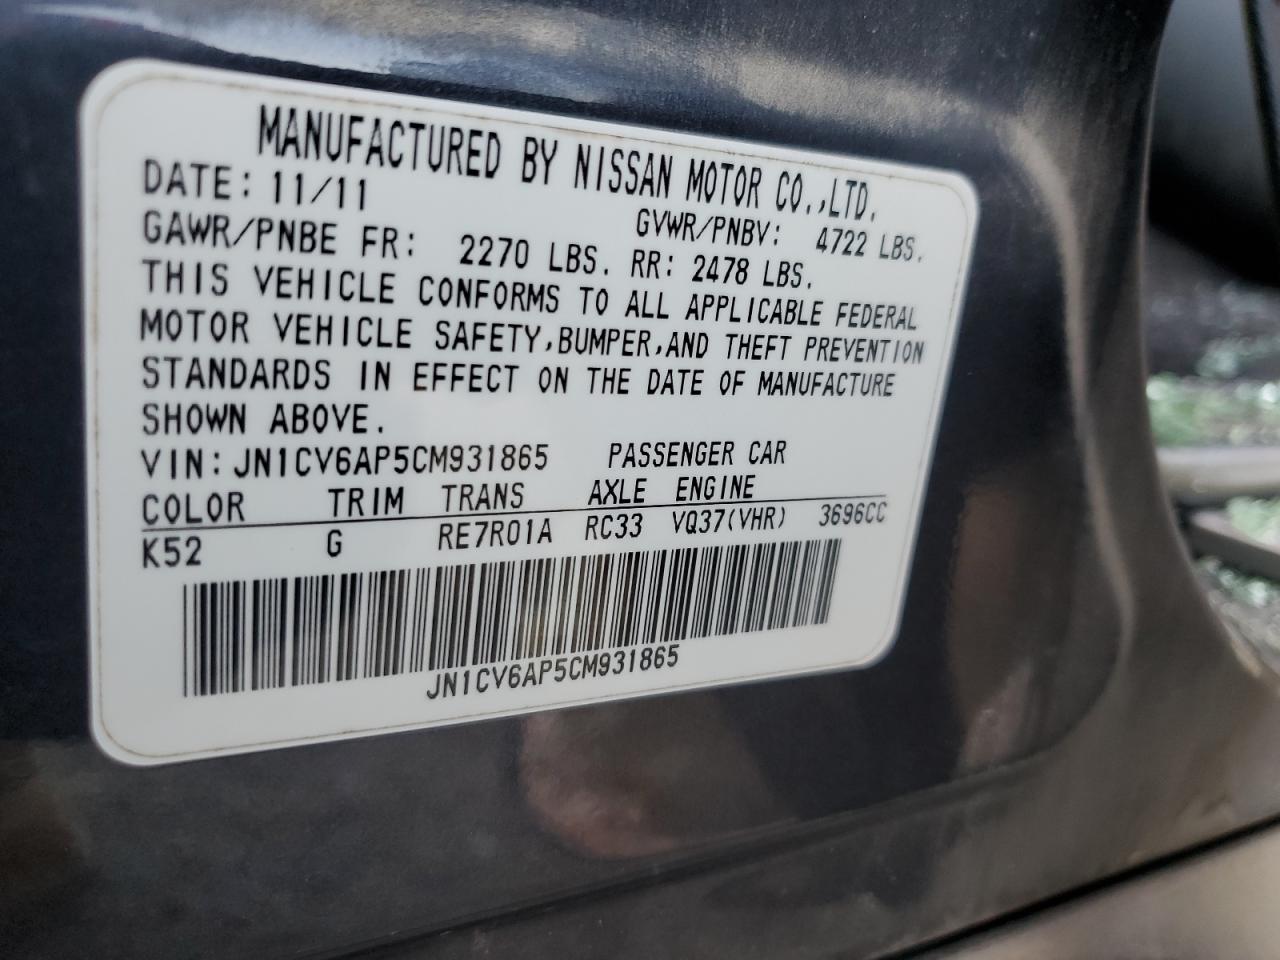 MANUFACTURED BY NISSAN MOTOR CO.,LTD.
DATE: 11/11 GVWR/PNBV: 4722 LBS.
GAWR/PNBE FR: 2270 LBS. RR: 2478 LBS.
THIS VEHICLE CONFORMS TO ALL APPLICABLE FEDERAL
MOTOR VEHICLE SAFETY,BUMPER,AND THEFT PREVENTION
STANDARDS IN EFFECT ON THE DATE OF MANUFACTURE
SHOWN ABOVE.
VIN: JN1CV6AP5CM931865 PASSENGER CAR
COLOR TRIM TRANS AXLE ENGINE
K52 G RE7R01A RC33 VQ37(VHR) 3696CC
JN1CV6AP5CM931865